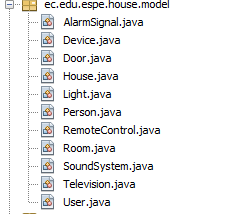 ec.edu.espe.house.model
AlarmSignal.java
Device.java
Door.java
House.java
Light.java
Person.java
RemoteControl.java
Room.java
SoundSystem.java
Television.java
User.java